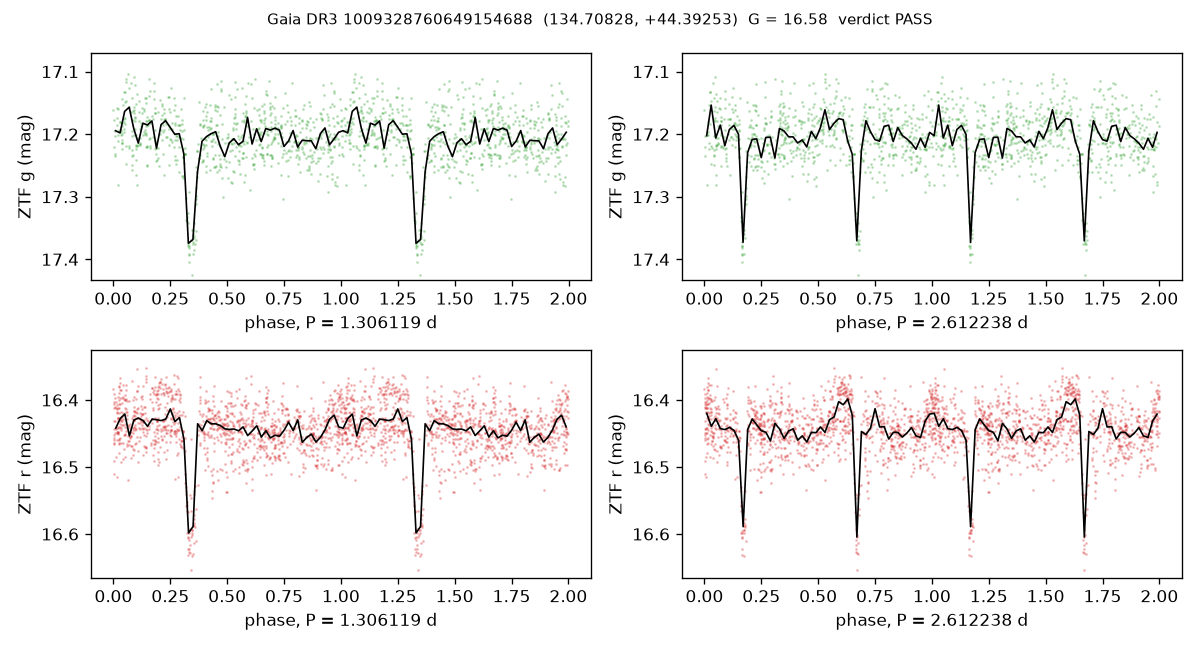 Gaia DR3 1009328760649154688 (134.70828, +44.39253) G = 16.58 verdict PASS
ZTF g (mag)
17.1
17.2
17.3
17.4
0.00 0.25 0.50 0.75 1.00 1.25 1.50 1.75 2.00
phase, P = 1.306119 d
ZTF g (mag)
17.1
17.2
17.3
17.4
0.00 0.25 0.50 0.75 1.00 1.25 1.50 1.75 2.00
phase, P = 2.612238 d
ZTF r (mag)
16.4
16.5
16.6
0.00 0.25 0.50 0.75 1.00 1.25 1.50 1.75 2.00
phase, P = 1.306119 d
ZTF r (mag)
16.4
16.5
16.6
0.00 0.25 0.50 0.75 1.00 1.25 1.50 1.75 2.00
phase, P = 2.612238 d